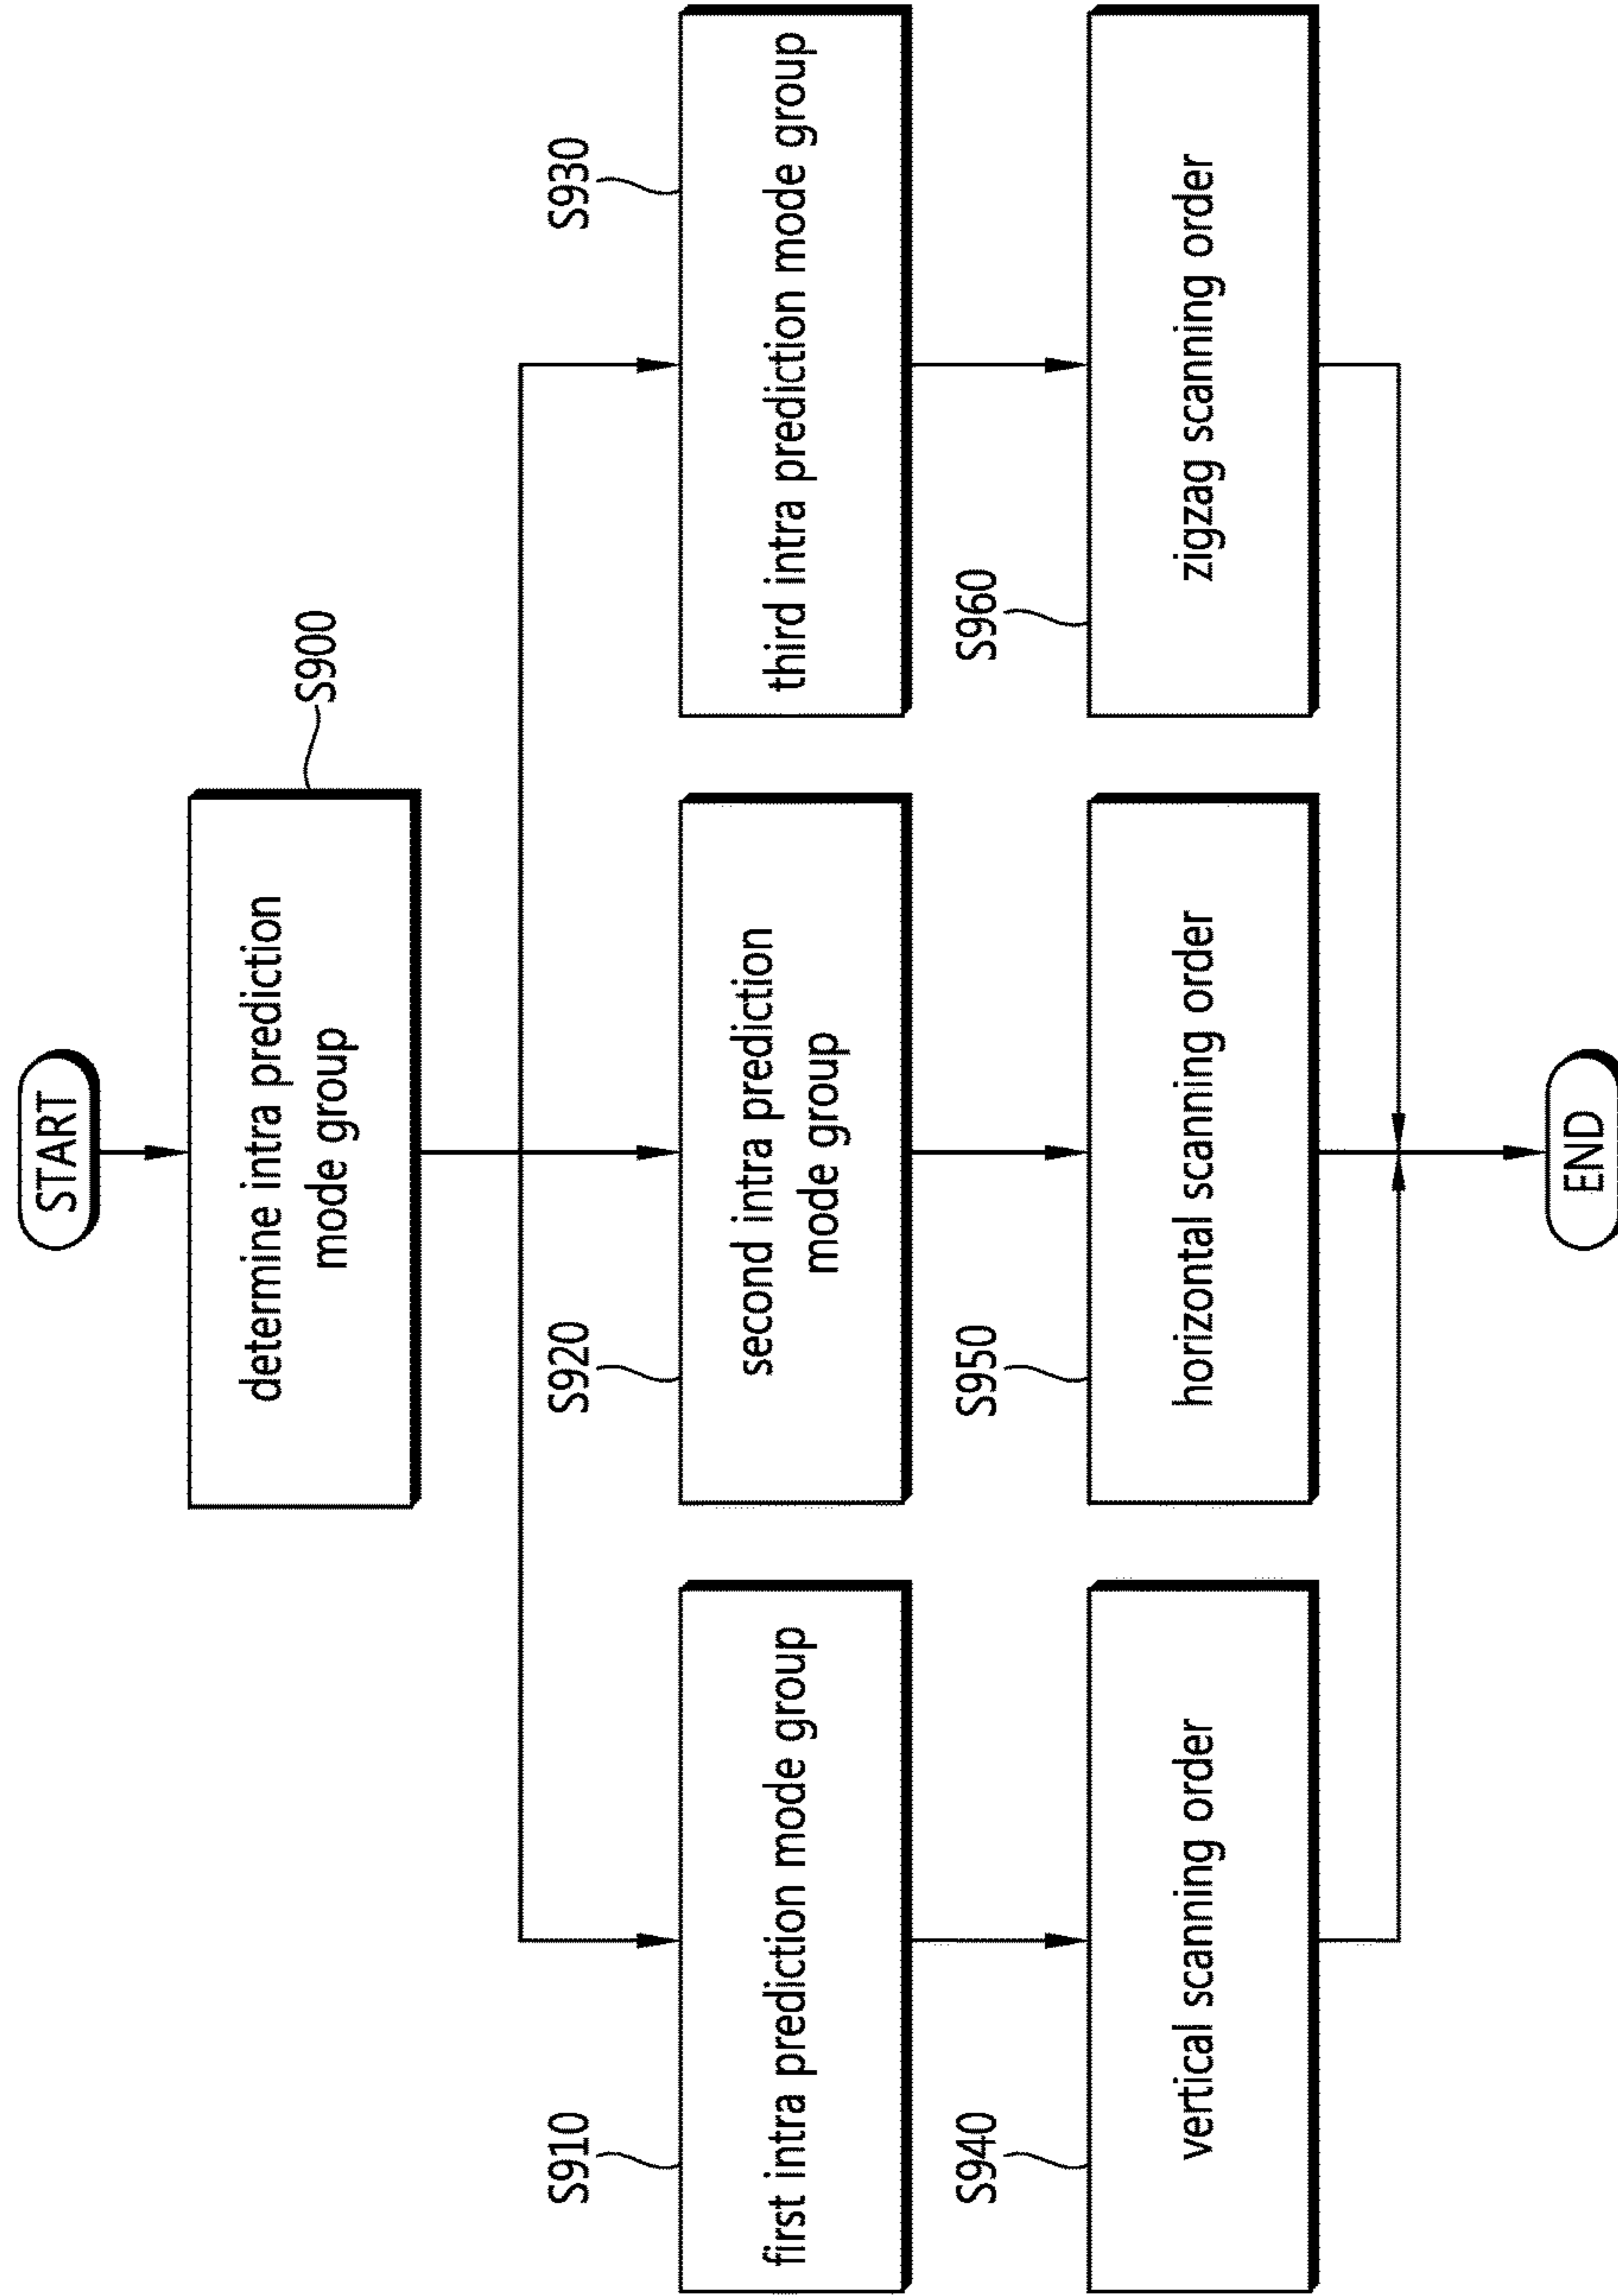 START
determine intra prediction
mode group
S900
S910
first intra prediction mode group
S920
second intra prediction
mode group
S930
third intra prediction mode group
S940
vertical scanning order
S950
horizontal scanning order
S960
zigzag scanning order
END